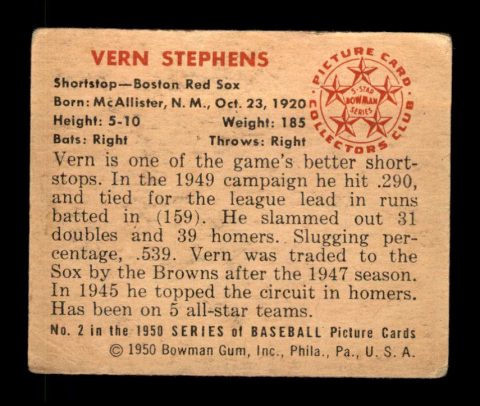 VERN STEPHENS
Shortstop—Boston Red Sox
Born: McAllister, N. M., Oct. 23, 1920
Height: 5-10 Weight: 185
Bats: Right Throws: Right
PICTURE CARD
5-STAR
BOWMAN
SERIES
COLLECTORS CLUB
Vern is one of the game's better short-
stops. In the 1949 campaign he hit .290,
and tied for the league lead in runs
batted in (159). He slammed out 31
doubles and 39 homers. Slugging per-
centage, .539. Vern was traded to the
Sox by the Browns after the 1947 season.
In 1945 he topped the circuit in homers.
Has been on 5 all-star teams.
No. 2 in the 1950 SERIES of BASEBALL Picture Cards
© 1950 Bowman Gum, Inc., Phila., Pa., U. S. A.